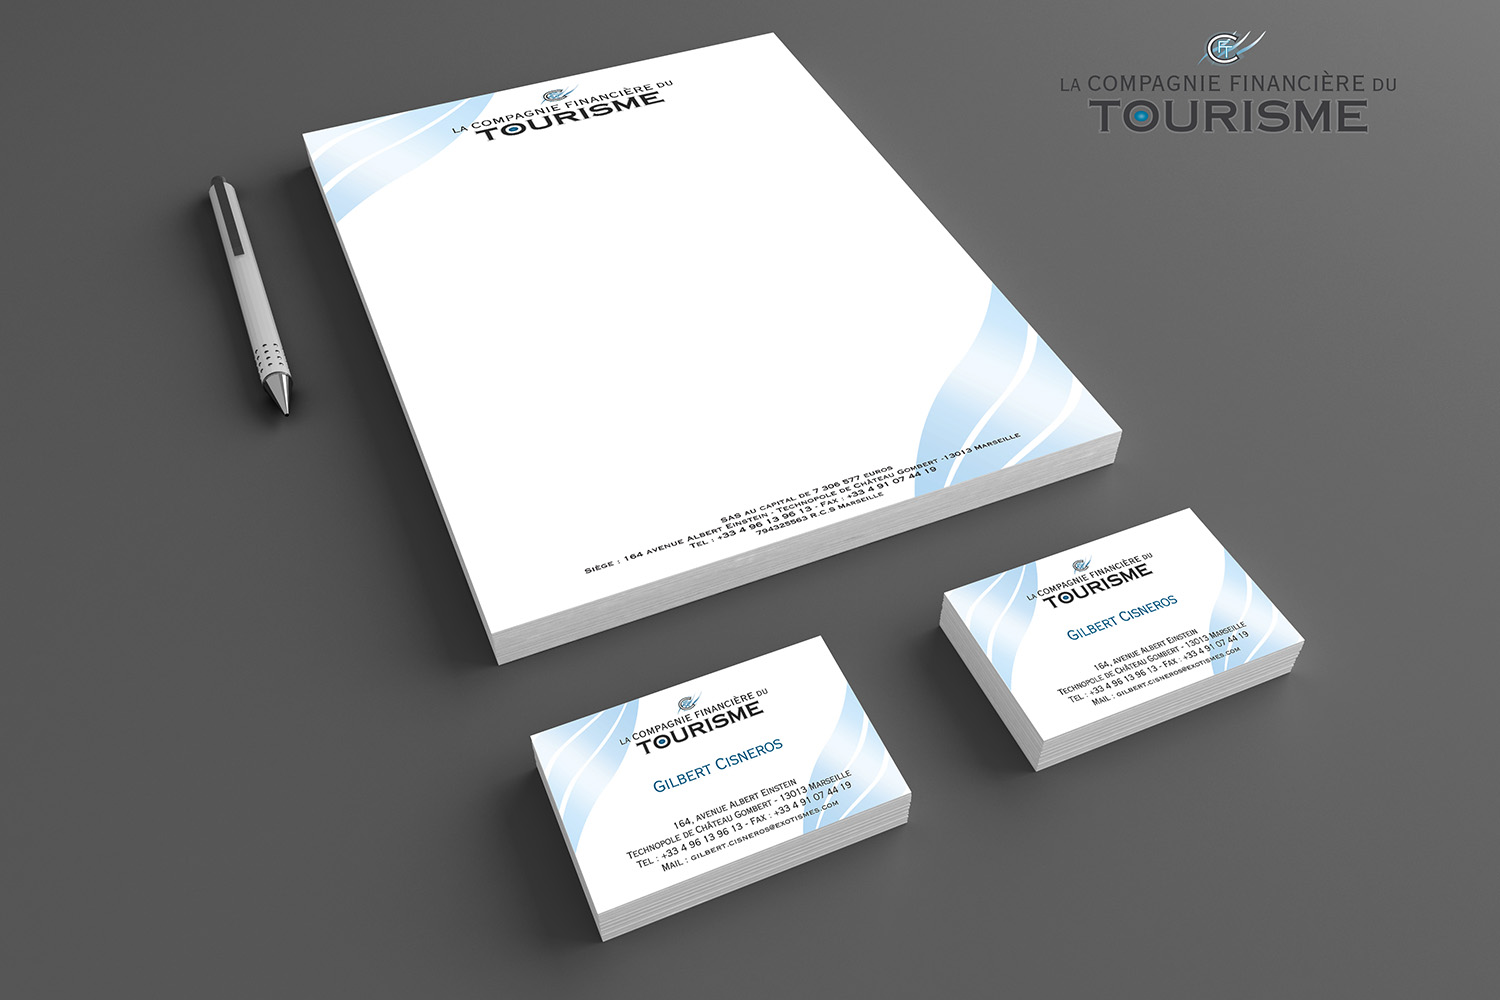 CFT
LA COMPAGNIE FINANCIÈRE DU
TOURISME
LA COMPAGNIE FINANCIÈRE DU
TOURISME
SAS AU CAPITAL DE 7 306 577 EUROS
SIÈGE : 164 AVENUE ALBERT EINSTEIN - TECHNOPOLE DE CHÂTEAU GOMBERT -13013 MARSEILLE
TEL : +33 4 96 13 96 13 - FAX : +33 4 91 07 44 19
794325563 R.C.S MARSEILLE
LA COMPAGNIE FINANCIÈRE DU
TOURISME
GILBERT CISNEROS
164, AVENUE ALBERT EINSTEIN
TECHNOPOLE DE CHÂTEAU GOMBERT - 13013 MARSEILLE
TEL : +33 4 96 13 96 13 - FAX : +33 4 91 07 44 19
MAIL : GILBERT.CISNEROS@EXOTISMES.COM
LA COMPAGNIE FINANCIÈRE DU
TOURISME
GILBERT CISNEROS
164, AVENUE ALBERT EINSTEIN
TECHNOPOLE DE CHÂTEAU GOMBERT - 13013 MARSEILLE
TEL : +33 4 96 13 96 13 - FAX : +33 4 91 07 44 19
MAIL : GILBERT.CISNEROS@EXOTISMES.COM